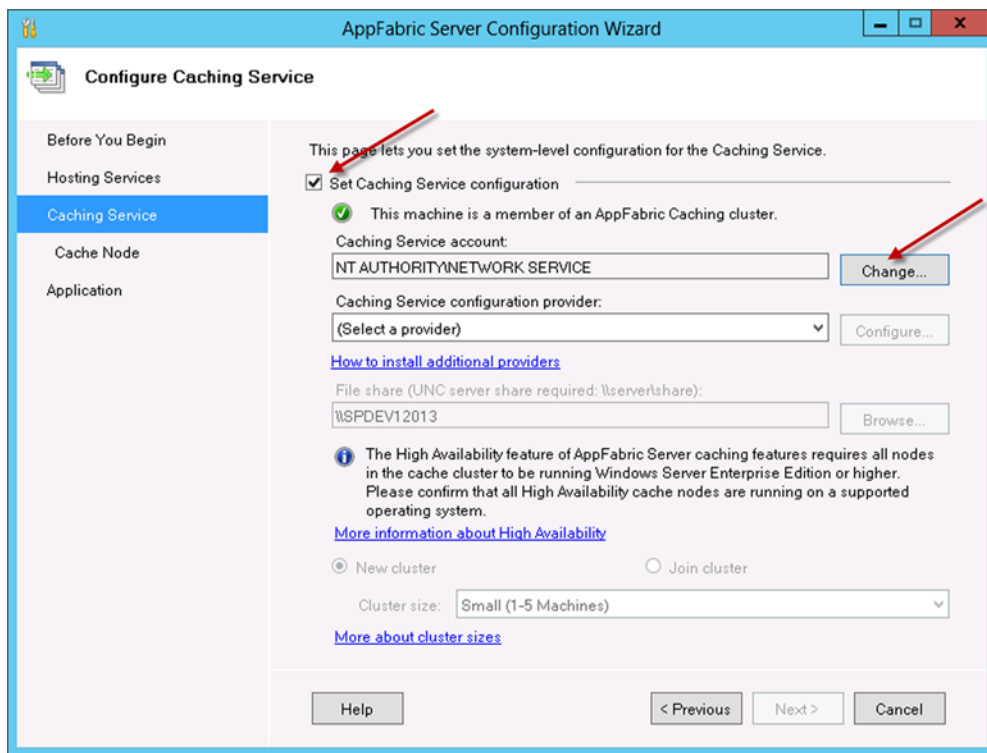 AppFabric Server Configuration Wizard
Configure Caching Service
Before You Begin
Hosting Services
Caching Service
Cache Node
Application
This page lets you set the system-level configuration for the Caching Service.
Set Caching Service configuration
This machine is a member of an AppFabric Caching cluster.
Caching Service account:
NT AUTHORITY\NETWORK SERVICE
Change...
Caching Service configuration provider:
(Select a provider)
Configure...
How to install additional providers
File share (UNC server share required: \\server\share):
\\SPDEV12013
Browse...
The High Availability feature of AppFabric Server caching features requires all nodes
in the cache cluster to be running Windows Server Enterprise Edition or higher.
Please confirm that all High Availability cache nodes are running on a supported
operating system.
More information about High Availability
New cluster
Join cluster
Cluster size:
Small (1-5 Machines)
More about cluster sizes
Help
< Previous
Next >
Cancel